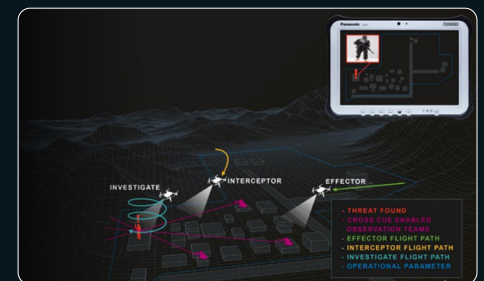 Panasonic
INVESTIGATE
INTERCEPTOR
EFFECTOR
- THREAT FOUND
- CROSS CUE ENABLED
OBSERVATION TEAMS
- EFFECTOR FLIGHT PATH
- INTERCEPTOR FLIGHT PATH
- INVESTIGATE FLIGHT PATH
- OPERATIONAL PARAMETER